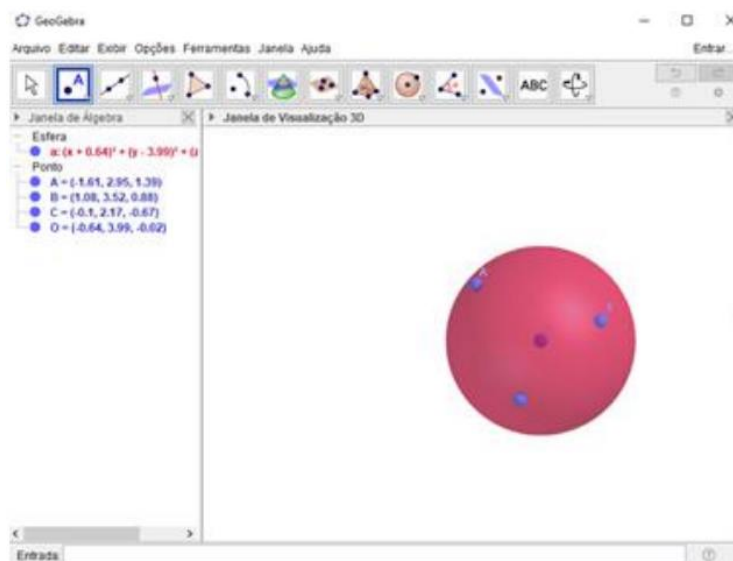 GeoGebra
Arquivo Editar Exibir Opções Ferramentas Janela Ajuda Entrar...
A ABC
Janela de Álgebra
Janela de Visualização 3D
Esfera
a: (x + 0.64)² + (y - 3.99)² + (z
Ponto
A = (-1.61, 2.95, 1.39)
B = (1.08, 3.52, 0.88)
C = (-0.1, 2.17, -0.67)
O = (-0.64, 3.99, -0.02)
A
Entrada: